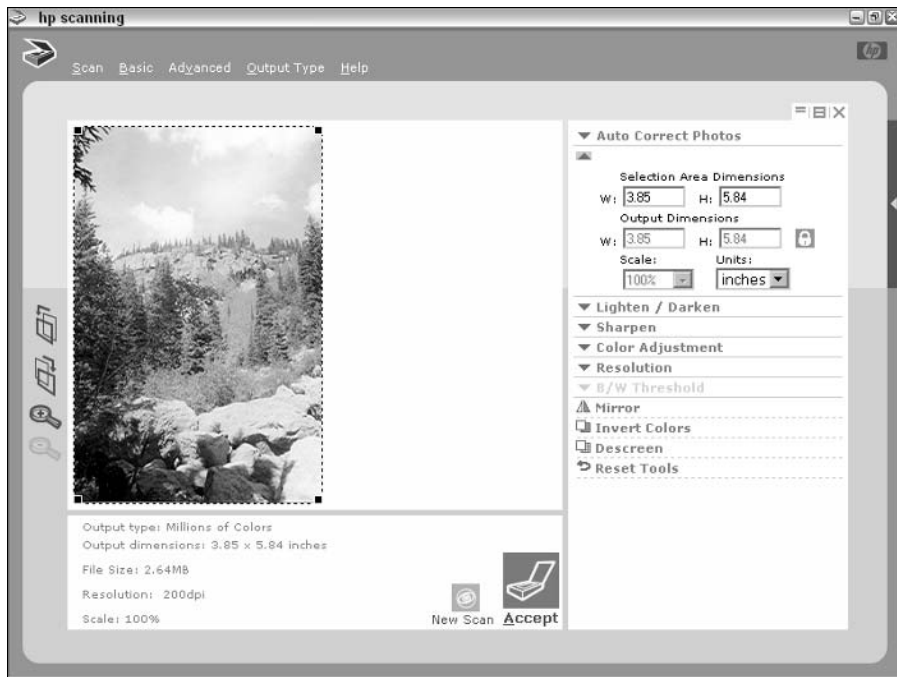 hp scanning
hp
Scan Basic Advanced Output Type Help
Auto Correct Photos
Selection Area Dimensions
W: 3.85 H: 5.84
Output Dimensions
W: 3.85 H: 5.84
Scale: Units:
100% inches
Lighten / Darken
Sharpen
Color Adjustment
Resolution
B/W Threshold
Mirror
Invert Colors
Descreen
Reset Tools
Output type: Millions of Colors
Output dimensions: 3.85 x 5.84 inches
File Size: 2.64MB
Resolution: 200dpi
Scale: 100%
New Scan Accept